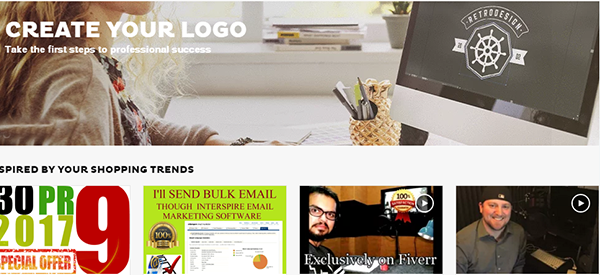 CREATE YOUR LOGO
Take the first steps to professional success
RETRODESIGN
SPIRED BY YOUR SHOPPING TRENDS
30 PR 9
2017
SPECIAL OFFER
I'LL SEND BULK EMAIL
THOUGH INTERSPIRE EMAIL
MARKETING SOFTWARE
100%
100%
Exclusively on Fiverr